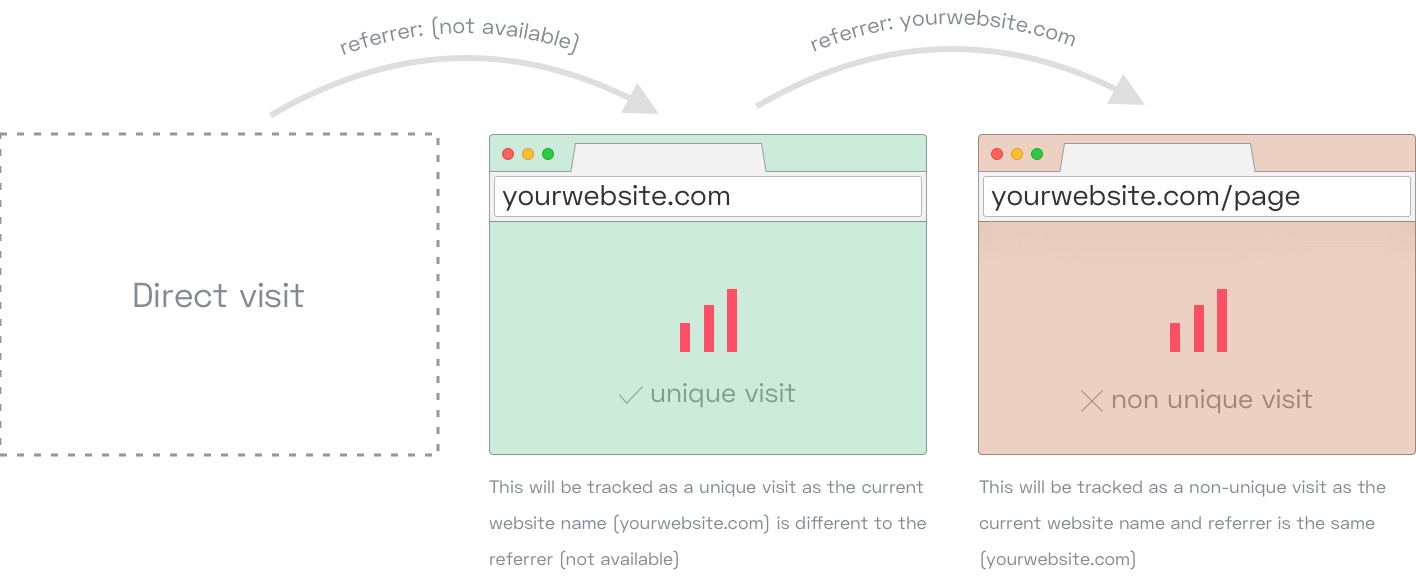 referrer: (not available)
referrer: yourwebsite.com
Direct visit
yourwebsite.com
unique visit
This will be tracked as a unique visit as the current
website name (yourwebsite.com) is different to the
referrer (not available)
yourwebsite.com/page
non unique visit
This will be tracked as a non-unique visit as the
current website name and referrer is the same
(yourwebsite.com)